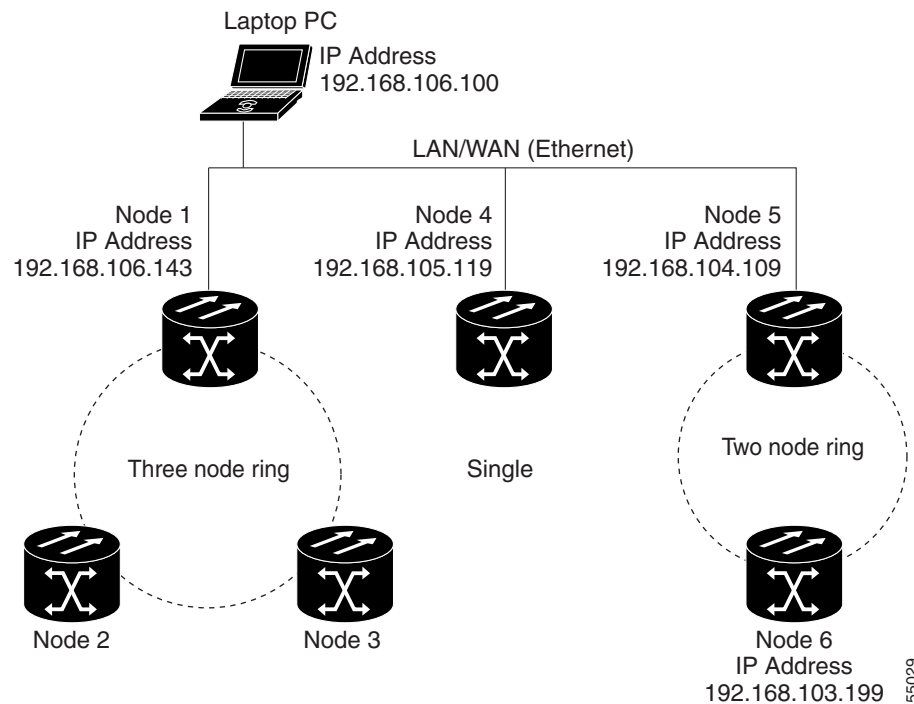 Laptop PC
IP Address
192.168.106.100
LAN/WAN (Ethernet)
Node 1
IP Address
192.168.106.143
Node 4
IP Address
192.168.105.119
Node 5
IP Address
192.168.104.109
Three node ring
Single
Two node ring
Node 2
Node 3
Node 6
IP Address
192.168.103.199
55029